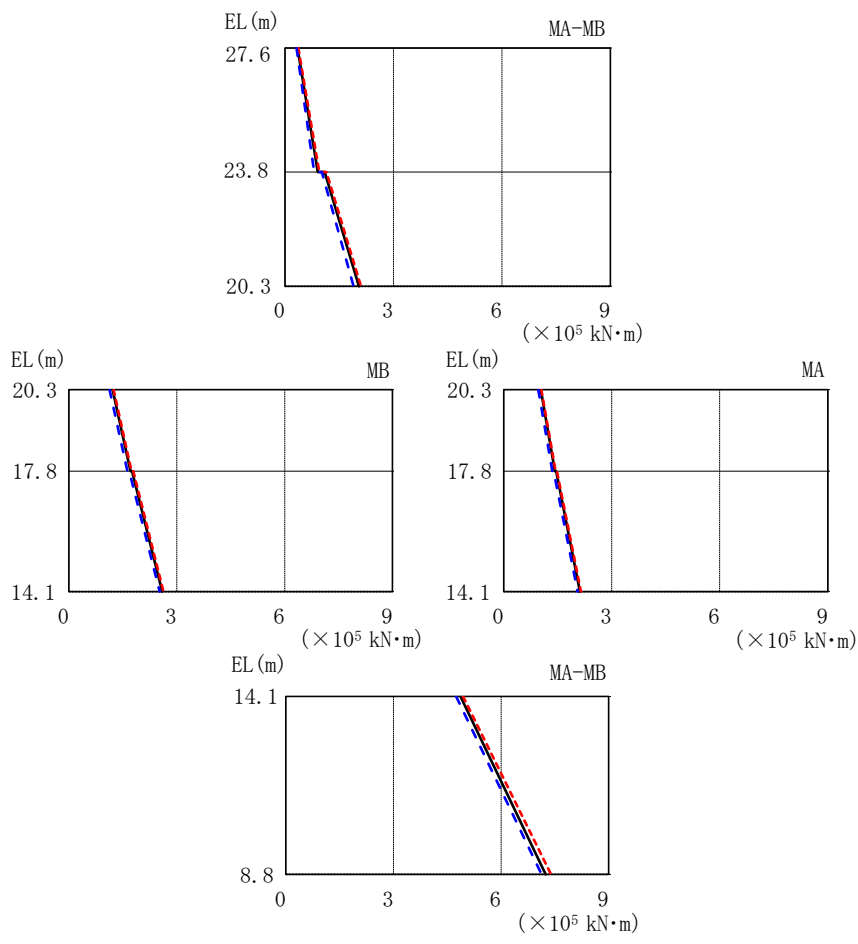 EL(m) MA-MB
27.6
23.8
20.3
0 3 6 9
(×10⁵ kN·m)
EL(m) MB
20.3
17.8
14.1
0 3 6 9
(×10⁵ kN·m)
EL(m) MA
20.3
17.8
14.1
0 3 6 9
(×10⁵ kN·m)
EL(m) MA-MB
14.1
8.8
0 3 6 9
(×10⁵ kN·m)